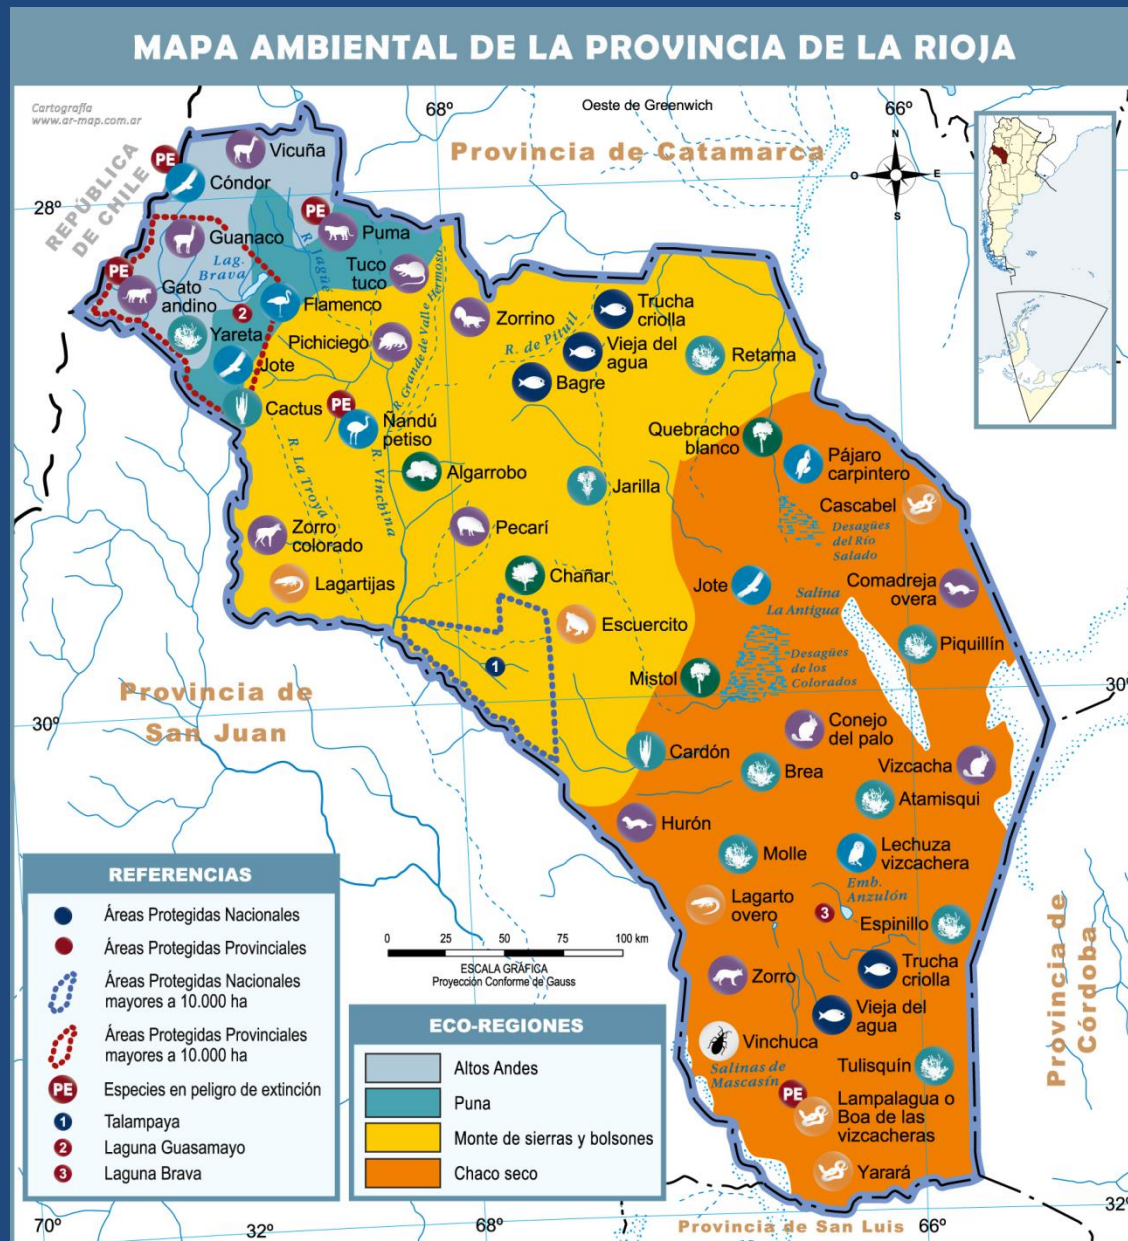 MAPA AMBIENTAL DE LA PROVINCIA DE LA RIOJA
Cartografía
www.ar-map.com.ar
68º
Oeste de Greenwich
66º
N
O
E
S
Provincia de Catamarca
REPÚBLICA
DE CHILE
28º
PE
Vicuña
Cóndor
Guanaco
PE
Puma
R. Jagüé
Lag.
Brava
PE
Gato
andino
Tuco
tuco
Flamenco
2
Yareta
Jote
Pichiciego
R. Grande de Valle Hermoso
Zorrino
Trucha
criolla
R. de Pituil
Vieja del
agua
Retama
Bagre
Cactus
PE
Ñandú
petiso
Quebracho
blanco
Pájaro
carpintero
R. La Troya
R. Vinchina
Algarrobo
Jarilla
Cascabel
Desagües
del Río
Salado
Zorro
colorado
Pecarí
Lagartijas
Chañar
Jote
Salina
La Antigua
Comadreja
overa
Escuercito
Piquillín
1
Mistol
Desagües
de los
Colorados
30º
Provincia de
San Juan
30º
Conejo
del palo
Cardón
Brea
Vizcacha
Atamisqui
Hurón
Molle
Lechuza
vizcachera
Emb.
Anzulón
Lagarto
overo
3
Espinillo
Provincia de
Córdoba
Zorro
Trucha
criolla
Vieja del
agua
Vinchuca
Tulisquín
Salinas de
Mascasín
PE
Lampalagua o
Boa de las
vizcacheras
Yarará
0 25 50 75 100 km
ESCALA GRÁFICA
Proyección Conforme de Gauss
REFERENCIAS
Áreas Protegidas Nacionales
Áreas Protegidas Provinciales
Áreas Protegidas Nacionales
mayores a 10.000 ha
Áreas Protegidas Provinciales
mayores a 10.000 ha
PE Especies en peligro de extinción
1 Talampaya
2 Laguna Guasamayo
3 Laguna Brava
ECO-REGIONES
Altos Andes
Puna
Monte de sierras y bolsones
Chaco seco
70º
32º
68º
Provincia de San Luis
66º
32º